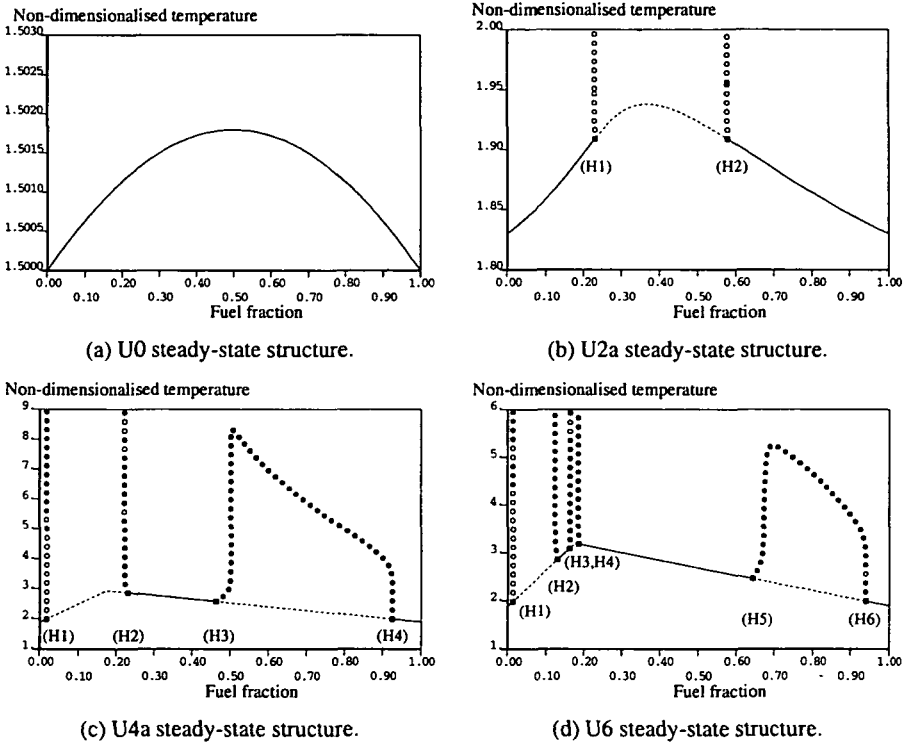 Non-dimensionalised temperature
1.5030
1.5020
1.5015
1.5010
1.5005
1.5000
0.00 0.20 0.40 0.60 0.80 1.00
0.10 0.30 0.50 0.70 0.90
Fuel fraction
(a) U0 steady-state structure.
Non-dimensionalised temperature
2.00
1.95
1.90
1.85
1.80
(H1) (H2)
0.00 0.20 0.40 0.60 0.80 1.00
0.10 0.30 0.50 0.70 0.90
Fuel fraction
(b) U2a steady-state structure.
Non-dimensionalised temperature
9
8
7
6
5
4
3
2
1
(H1) (H2) (H3) (H4)
0.00 0.20 0.40 0.60 0.80 1.00
0.10 0.30 0.50 0.70 0.90
Fuel fraction
(c) U4a steady-state structure.
Non-dimensionalised temperature
6
5
4
3
2
1
(H3,H4)
(H2)
(H1)
(H5) (H6)
0.00 0.20 0.40 0.60 0.80 1.00
0.10 0.30 0.50 0.70 0.90
Fuel fraction
(d) U6 steady-state structure.